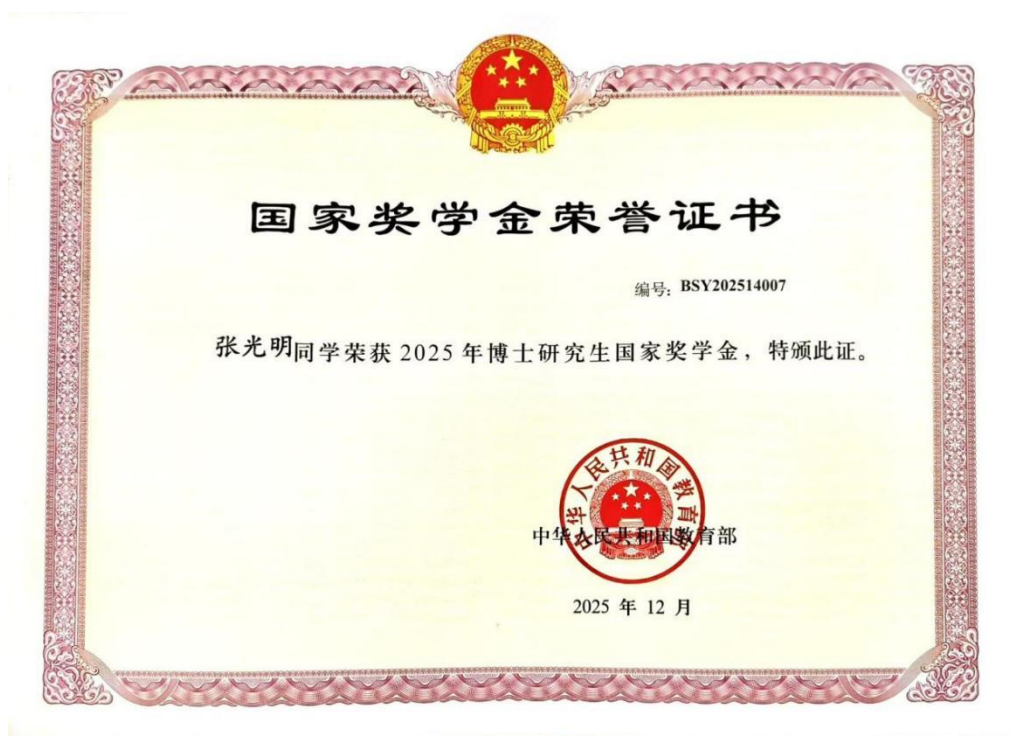 国家奖学金荣誉证书
编号：BSY202514007
张光明同学荣获 2025 年博士研究生国家奖学金，特颁此证。
中华人民共和国教育部
中华人民共和国教育部
2025 年 12 月